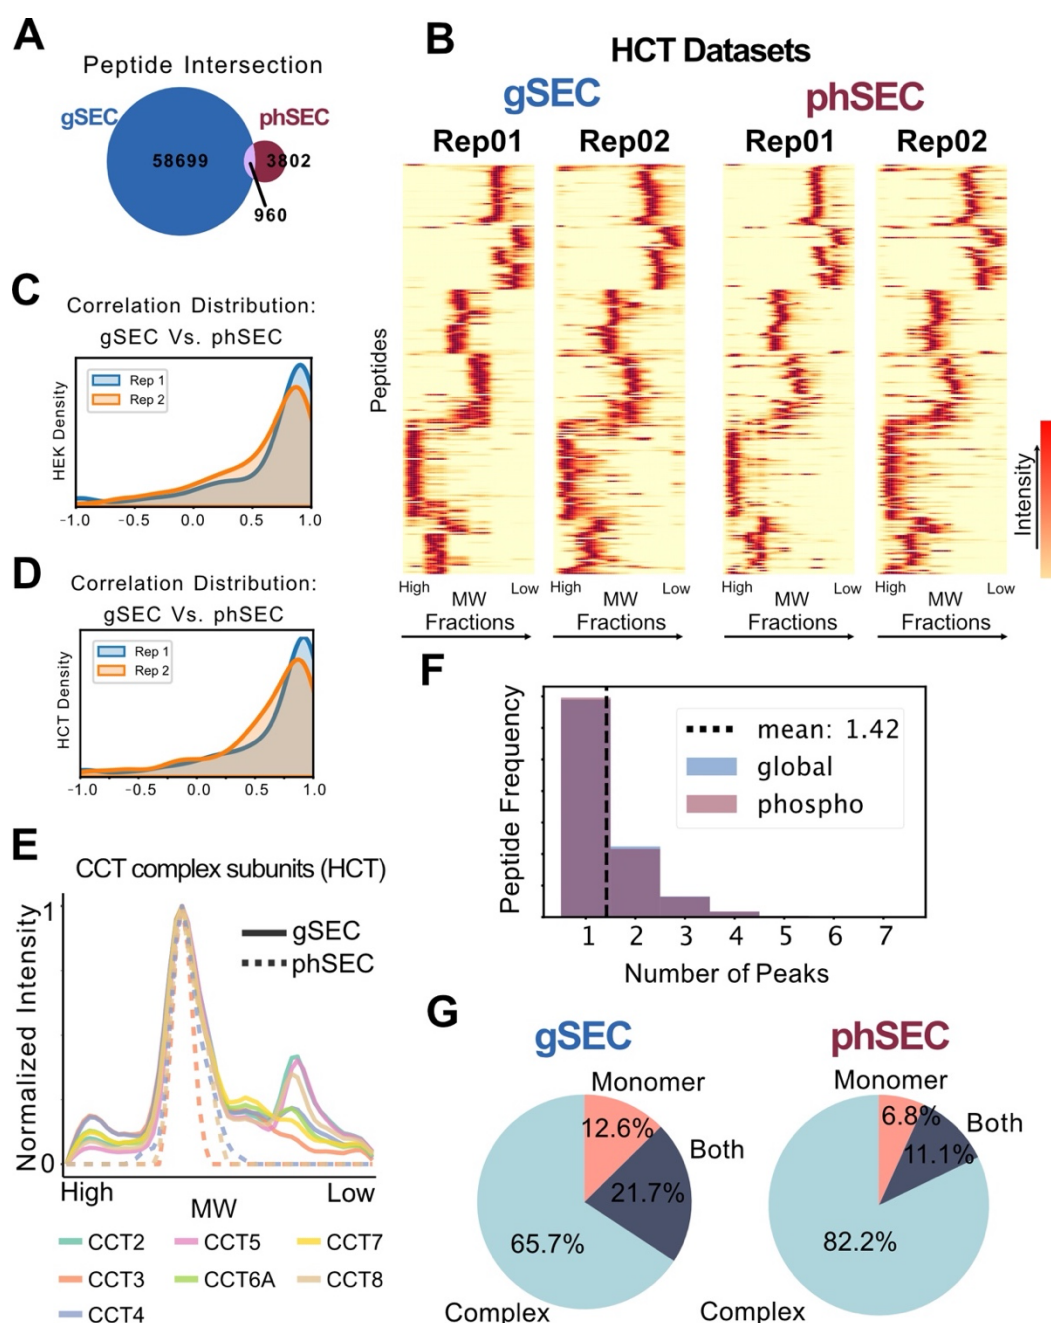 A
Peptide Intersection
gSEC
phSEC
58699
3802
960
B
HCT Datasets
gSEC
phSEC
Rep01
Rep02
Rep01
Rep02
Peptides
High
Low
MW
Fractions
High
Low
MW
Fractions
High
Low
MW
Fractions
High
Low
MW
Fractions
Intensity
C
Correlation Distribution:
gSEC Vs. phSEC
HEK Density
Rep 1
Rep 2
-1.0
-0.5
0.0
0.5
1.0
D
Correlation Distribution:
gSEC Vs. phSEC
HCT Density
Rep 1
Rep 2
-1.0
-0.5
0.0
0.5
1.0
E
CCT complex subunits (HCT)
Normalized Intensity
1
0
gSEC
phSEC
High
Low
MW
CCT2
CCT5
CCT7
CCT3
CCT6A
CCT8
CCT4
F
Peptide Frequency
mean: 1.42
global
phospho
1 2 3 4 5 6 7
Number of Peaks
G
gSEC
Monomer
12.6%
Both
21.7%
65.7%
Complex
phSEC
Monomer
6.8%
Both
11.1%
82.2%
Complex